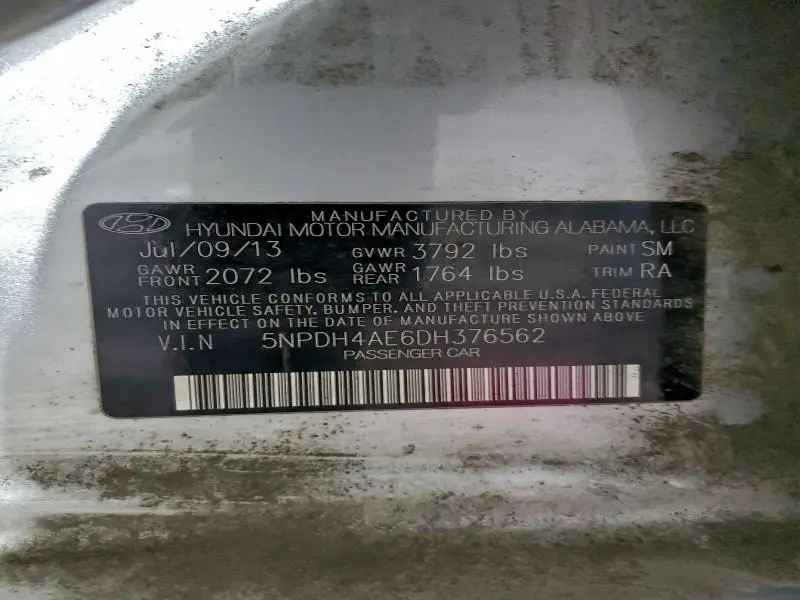 MANUFACTURED BY
HYUNDAI MOTOR MANUFACTURING ALABAMA, LLC
Jul/09/13 GVWR 3792 lbs PAINT SM
GAWR FRONT 2072 lbs GAWR REAR 1764 lbs TRIM RA
THIS VEHICLE CONFORMS TO ALL APPLICABLE U.S.A. FEDERAL
MOTOR VEHICLE SAFETY, BUMPER, AND THEFT PREVENTION STANDARDS
IN EFFECT ON THE DATE OF MANUFACTURE SHOWN ABOVE
V.I.N 5NPDH4AE6DH376562
PASSENGER CAR